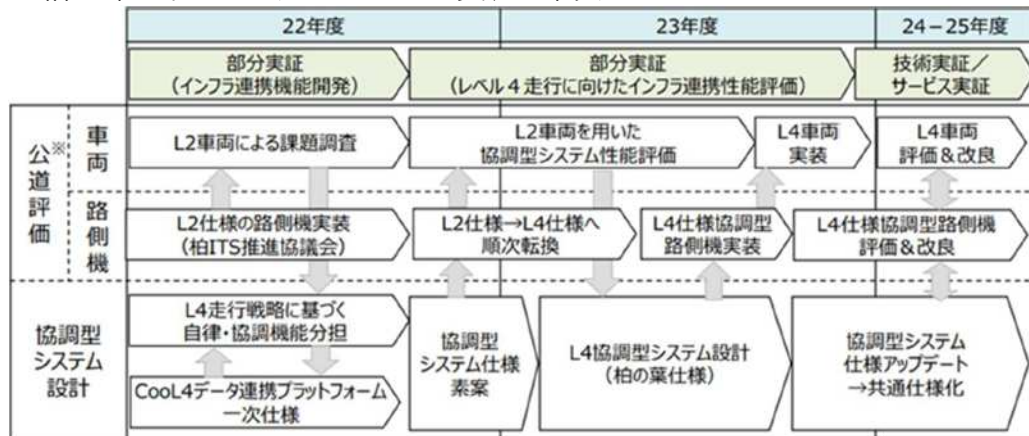 22年度
23年度
24－25年度
部分実証
（インフラ連携機能開発）
部分実証
（レベル４走行に向けたインフラ連携性能評価）
技術実証／
サービス実証
公道評価※
車両
L2車両による課題調査
L2車両を用いた
協調型システム性能評価
L4車両
実装
L4車両
評価&改良
路側機
L2仕様の路側機実装
（柏ITS推進協議会）
L2仕様→L4仕様へ
順次転換
L4仕様協調型
路側機実装
L4仕様協調型路側機
評価&改良
協調型
システム
設計
L4走行戦略に基づく
自律・協調機能分担
CooL4データ連携プラットフォーム
一次仕様
協調型
システム仕様
素案
L4協調型システム設計
（柏の葉仕様）
協調型システム
仕様アップデート
→共通仕様化